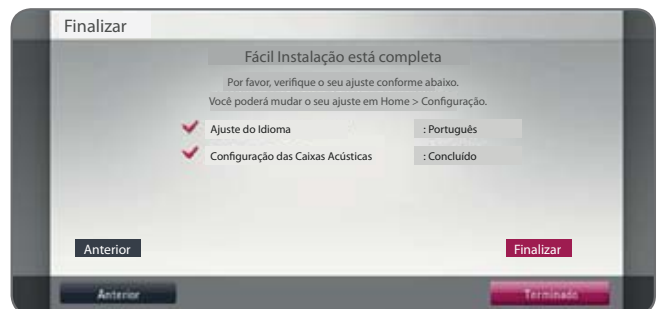 Finalizar
Fácil Instalação está completa
Por favor, verifique o seu ajuste conforme abaixo.
Você poderá mudar o seu ajuste em Home > Configuração.
Ajuste do Idioma : Português
Configuração das Caixas Acústicas : Concluído
Anterior Finalizar
Anterior Terminado